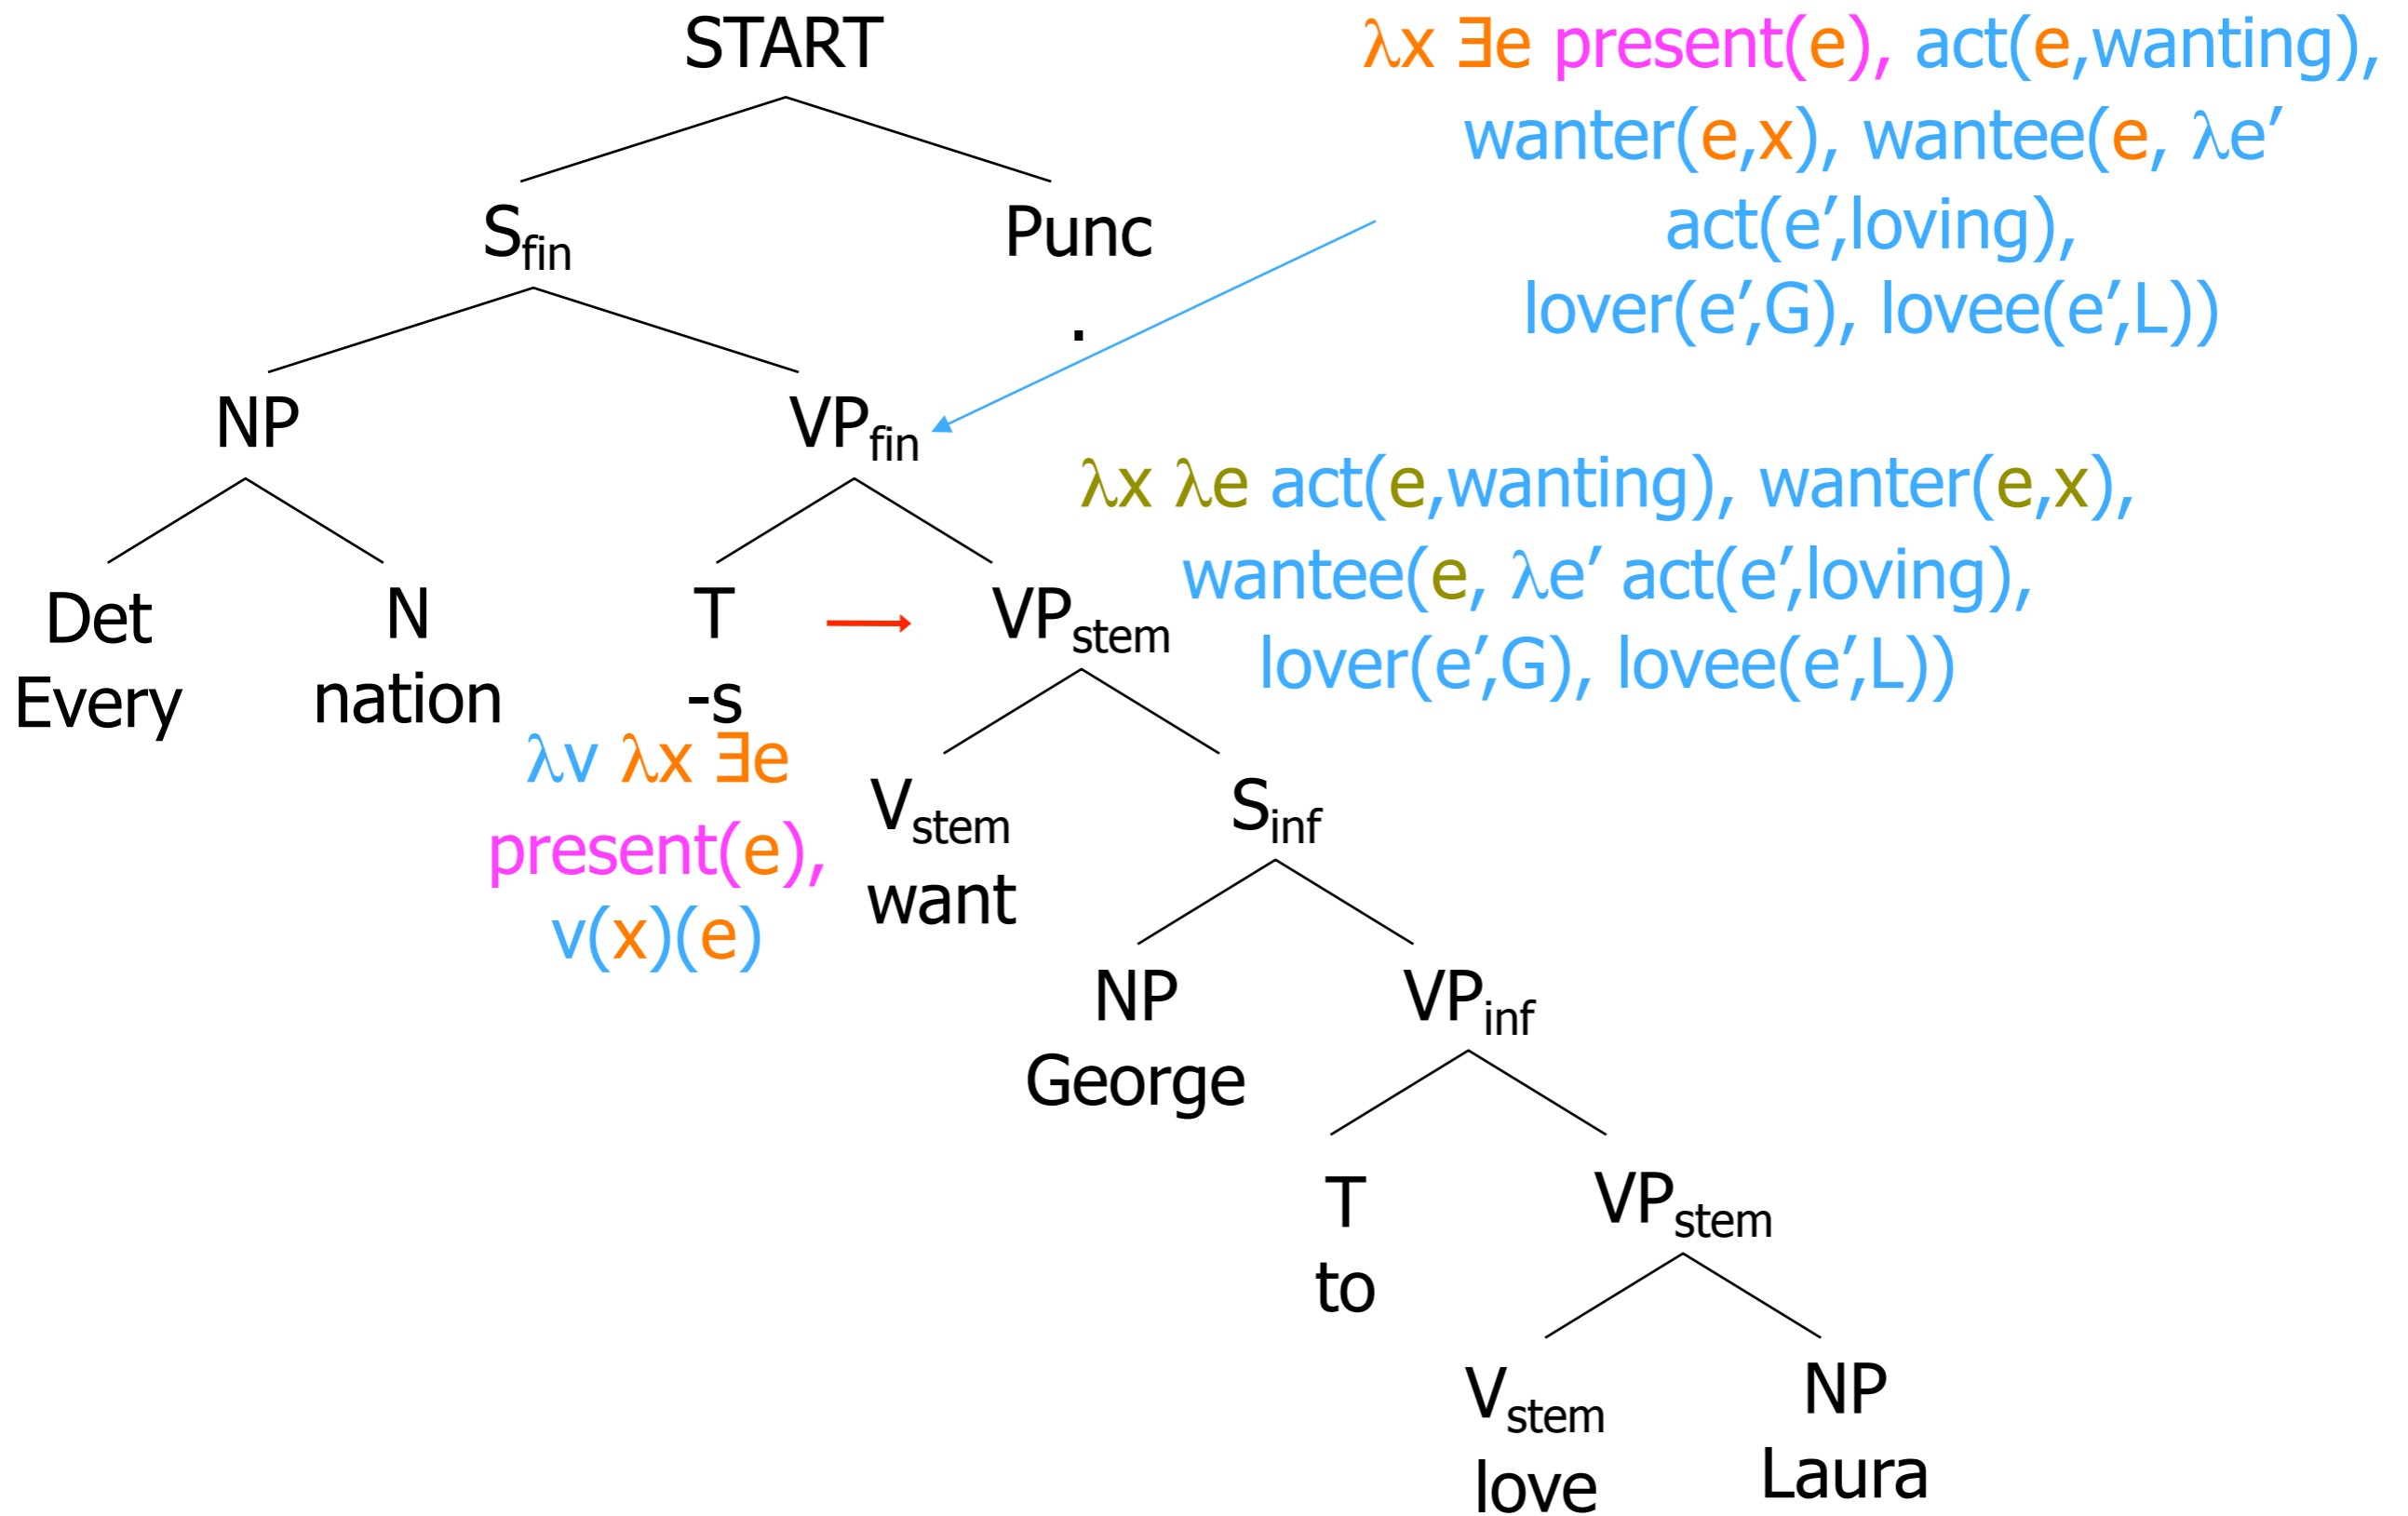 START
λx ∃e present(e), act(e,wanting),
wanter(e,x), wantee(e, λe’
act(e’,loving),
lover(e’,G), lovee(e’,L))
Sfin
Punc
.
NP
VPfin
λx λe act(e,wanting), wanter(e,x),
wantee(e, λe’ act(e’,loving),
lover(e’,G), lovee(e’,L))
Det
Every
N
nation
T
-s
λv λx ∃e
present(e),
v(x)(e)
VPstem
Vstem
want
Sinf
NP
George
VPinf
T
to
VPstem
Vstem
love
NP
Laura